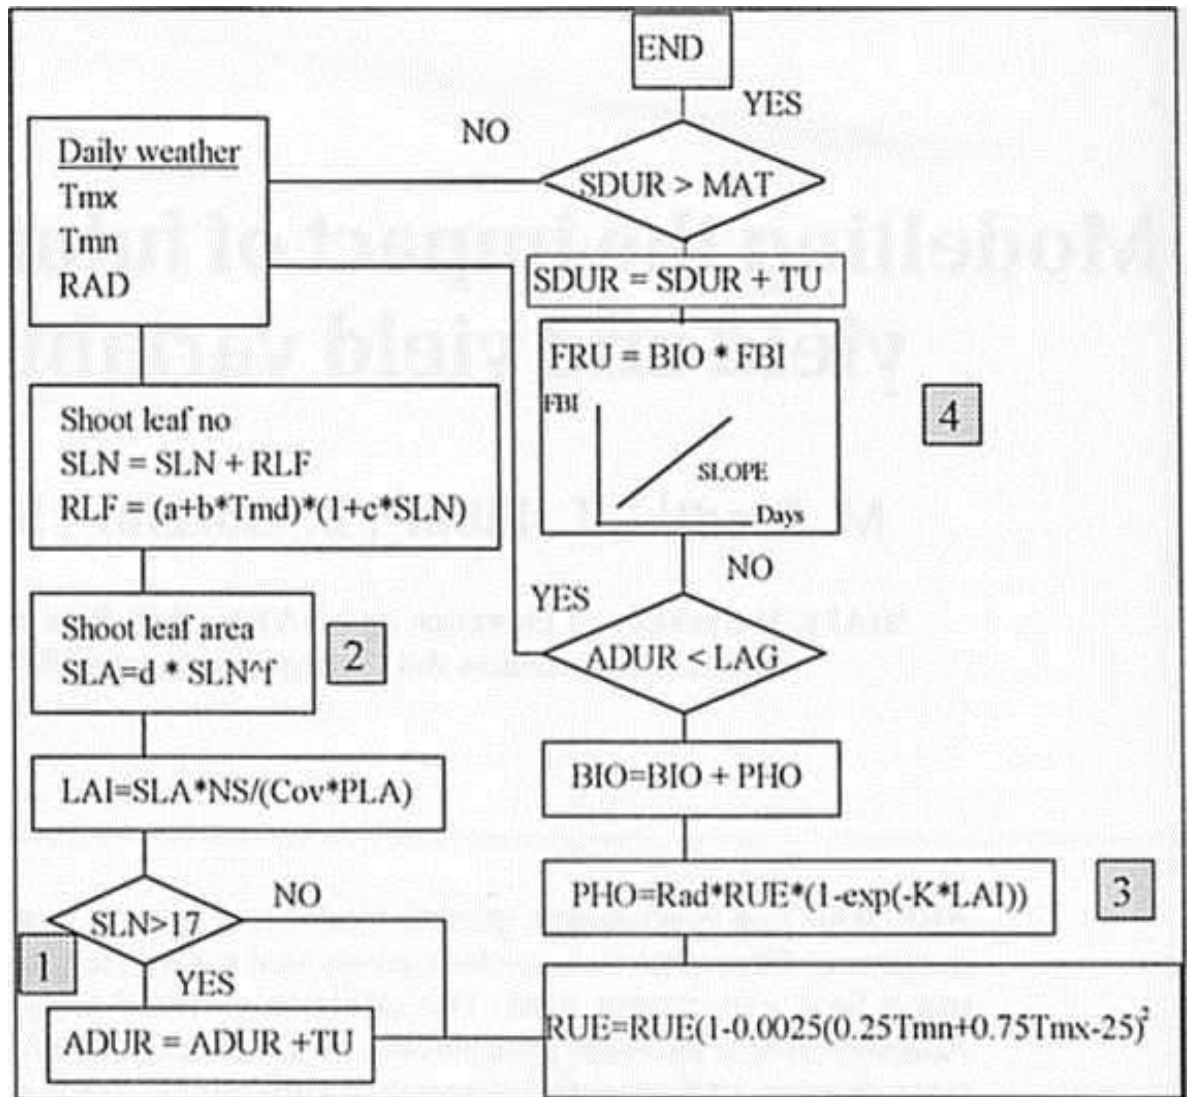 END
YES
NO
Daily weather
Tmx
Tmn
RAD
SDUR > MAT
SDUR = SDUR + TU
FRU = BIO * FBI
FBI
SLOPE
Days
4
Shoot leaf no
SLN = SLN + RLF
RLF = (a+b*Tmd)*(1+c*SLN)
NO
YES
ADUR < LAG
Shoot leaf area
SLA=d * SLN^f
2
LAI=SLA*NS/(Cov*PLA)
BIO=BIO + PHO
PHO=Rad*RUE*(1-exp(-K*LAI))
3
SLN>17
NO
1
YES
ADUR = ADUR +TU
RUE=RUE(1-0.0025(0.25Tmn+0.75Tmx-25)²